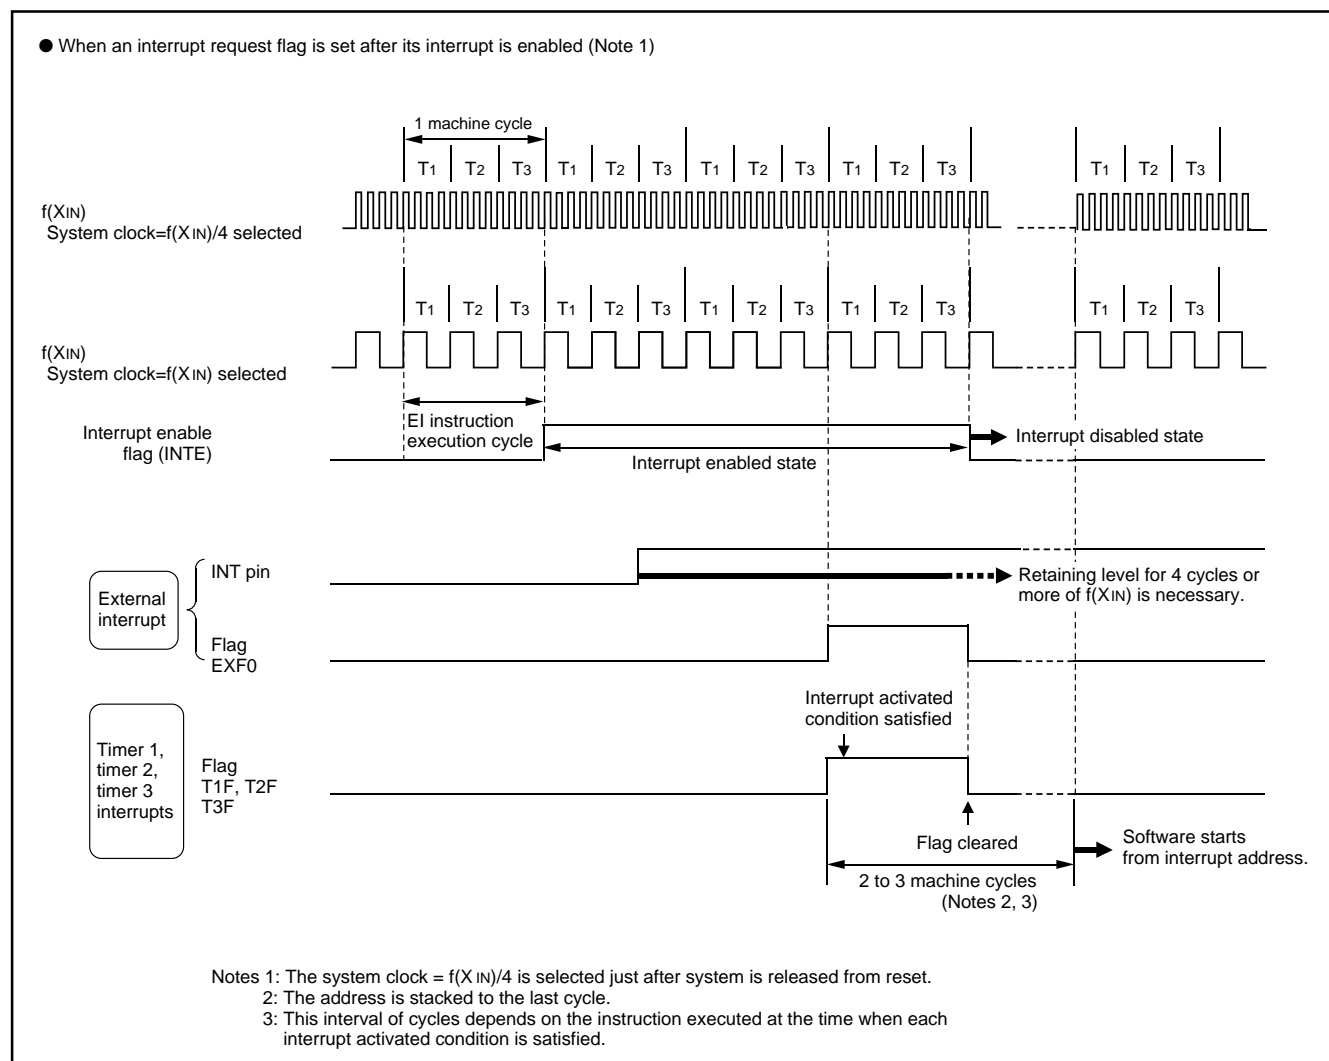 ● When an interrupt request flag is set after its interrupt is enabled (Note 1)
1 machine cycle
T1 T2 T3 T1 T2 T3 T1 T2 T3 T1 T2 T3 T1 T2 T3
f(XIN)
System clock=f(XIN)/4 selected
T1 T2 T3 T1 T2 T3 T1 T2 T3 T1 T2 T3 T1 T2 T3
f(XIN)
System clock=f(XIN) selected
EI instruction
execution cycle
Interrupt enable
flag (INTE)
Interrupt enabled state
Interrupt disabled state
External
interrupt
INT pin
Retaining level for 4 cycles or
more of f(XIN) is necessary.
Flag
EXF0
Interrupt activated
condition satisfied
Timer 1,
timer 2,
timer 3
interrupts
Flag
T1F, T2F
T3F
Flag cleared
Software starts
from interrupt address.
2 to 3 machine cycles
(Notes 2, 3)
Notes 1: The system clock = f(XIN)/4 is selected just after system is released from reset.
2: The address is stacked to the last cycle.
3: This interval of cycles depends on the instruction executed at the time when each
interrupt activated condition is satisfied.